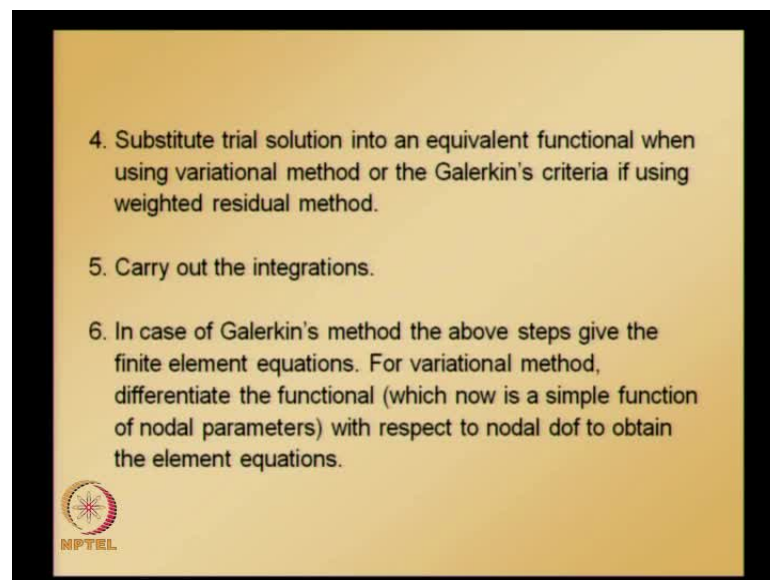 4. Substitute trial solution into an equivalent functional when
using variational method or the Galerkin's criteria if using
weighted residual method.
5. Carry out the integrations.
6. In case of Galerkin's method the above steps give the
finite element equations. For variational method,
differentiate the functional (which now is a simple function
of nodal parameters) with respect to nodal dof to obtain
the element equations.
NPTEL